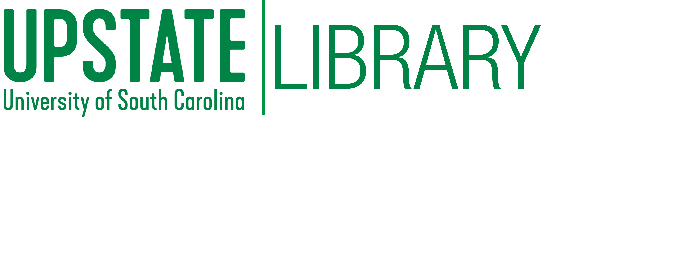 UPSTATE
University of South Carolina
LIBRARY